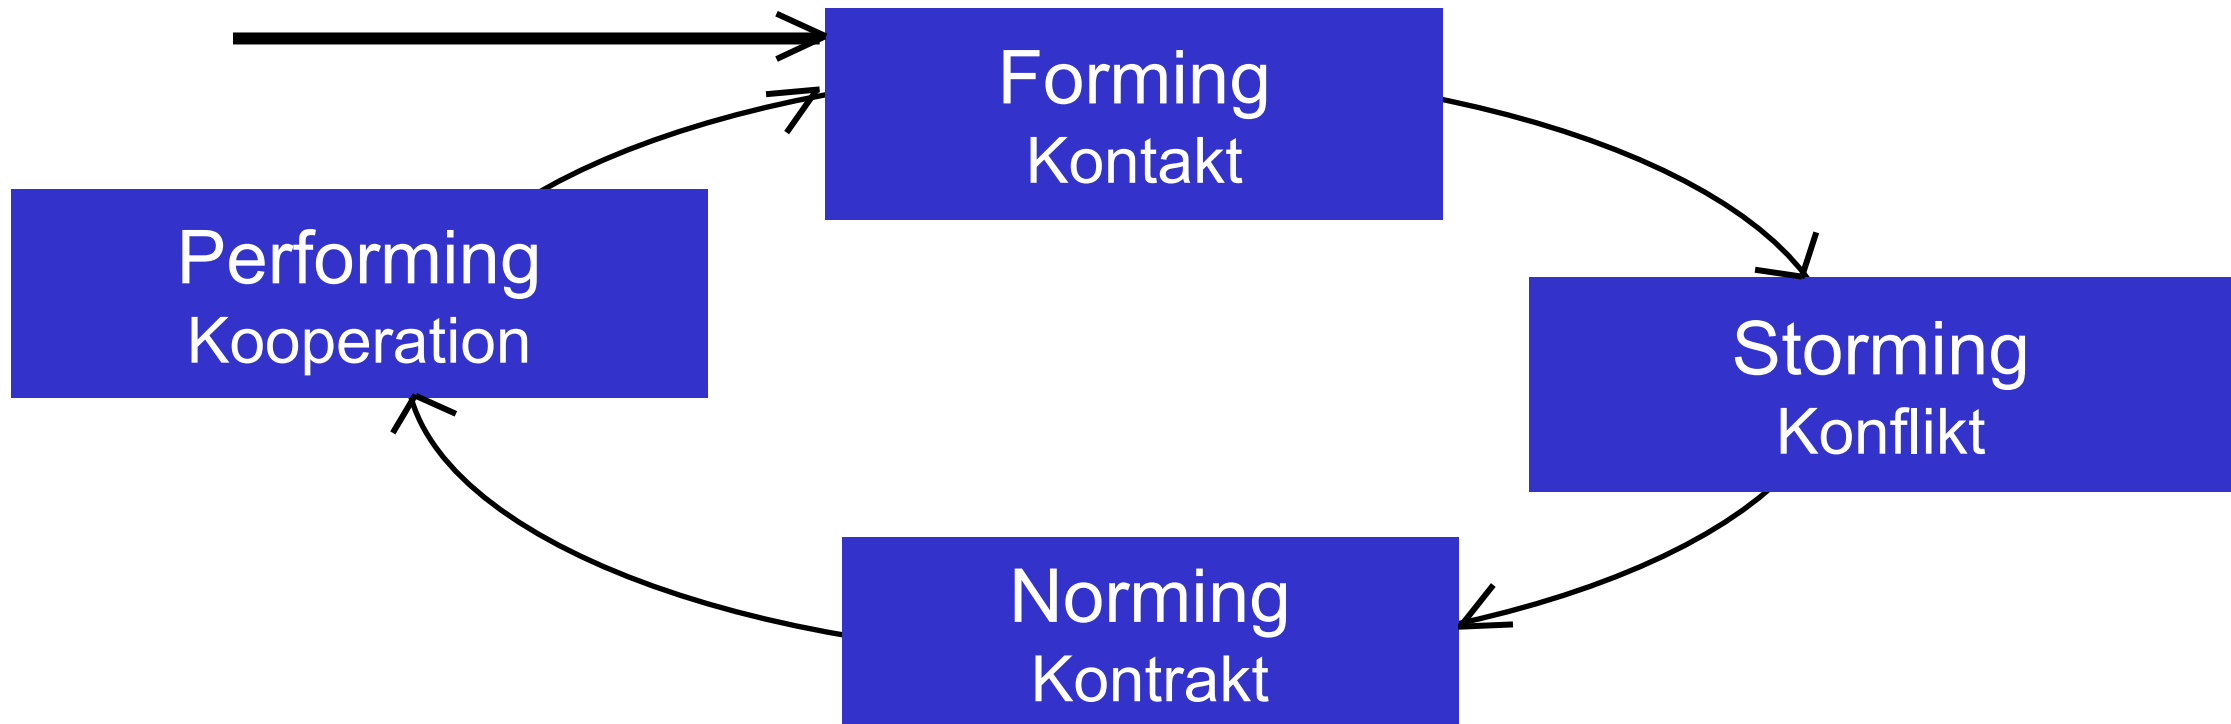 Forming
Kontakt
Performing
Kooperation
Storming
Konflikt
Norming
Kontrakt